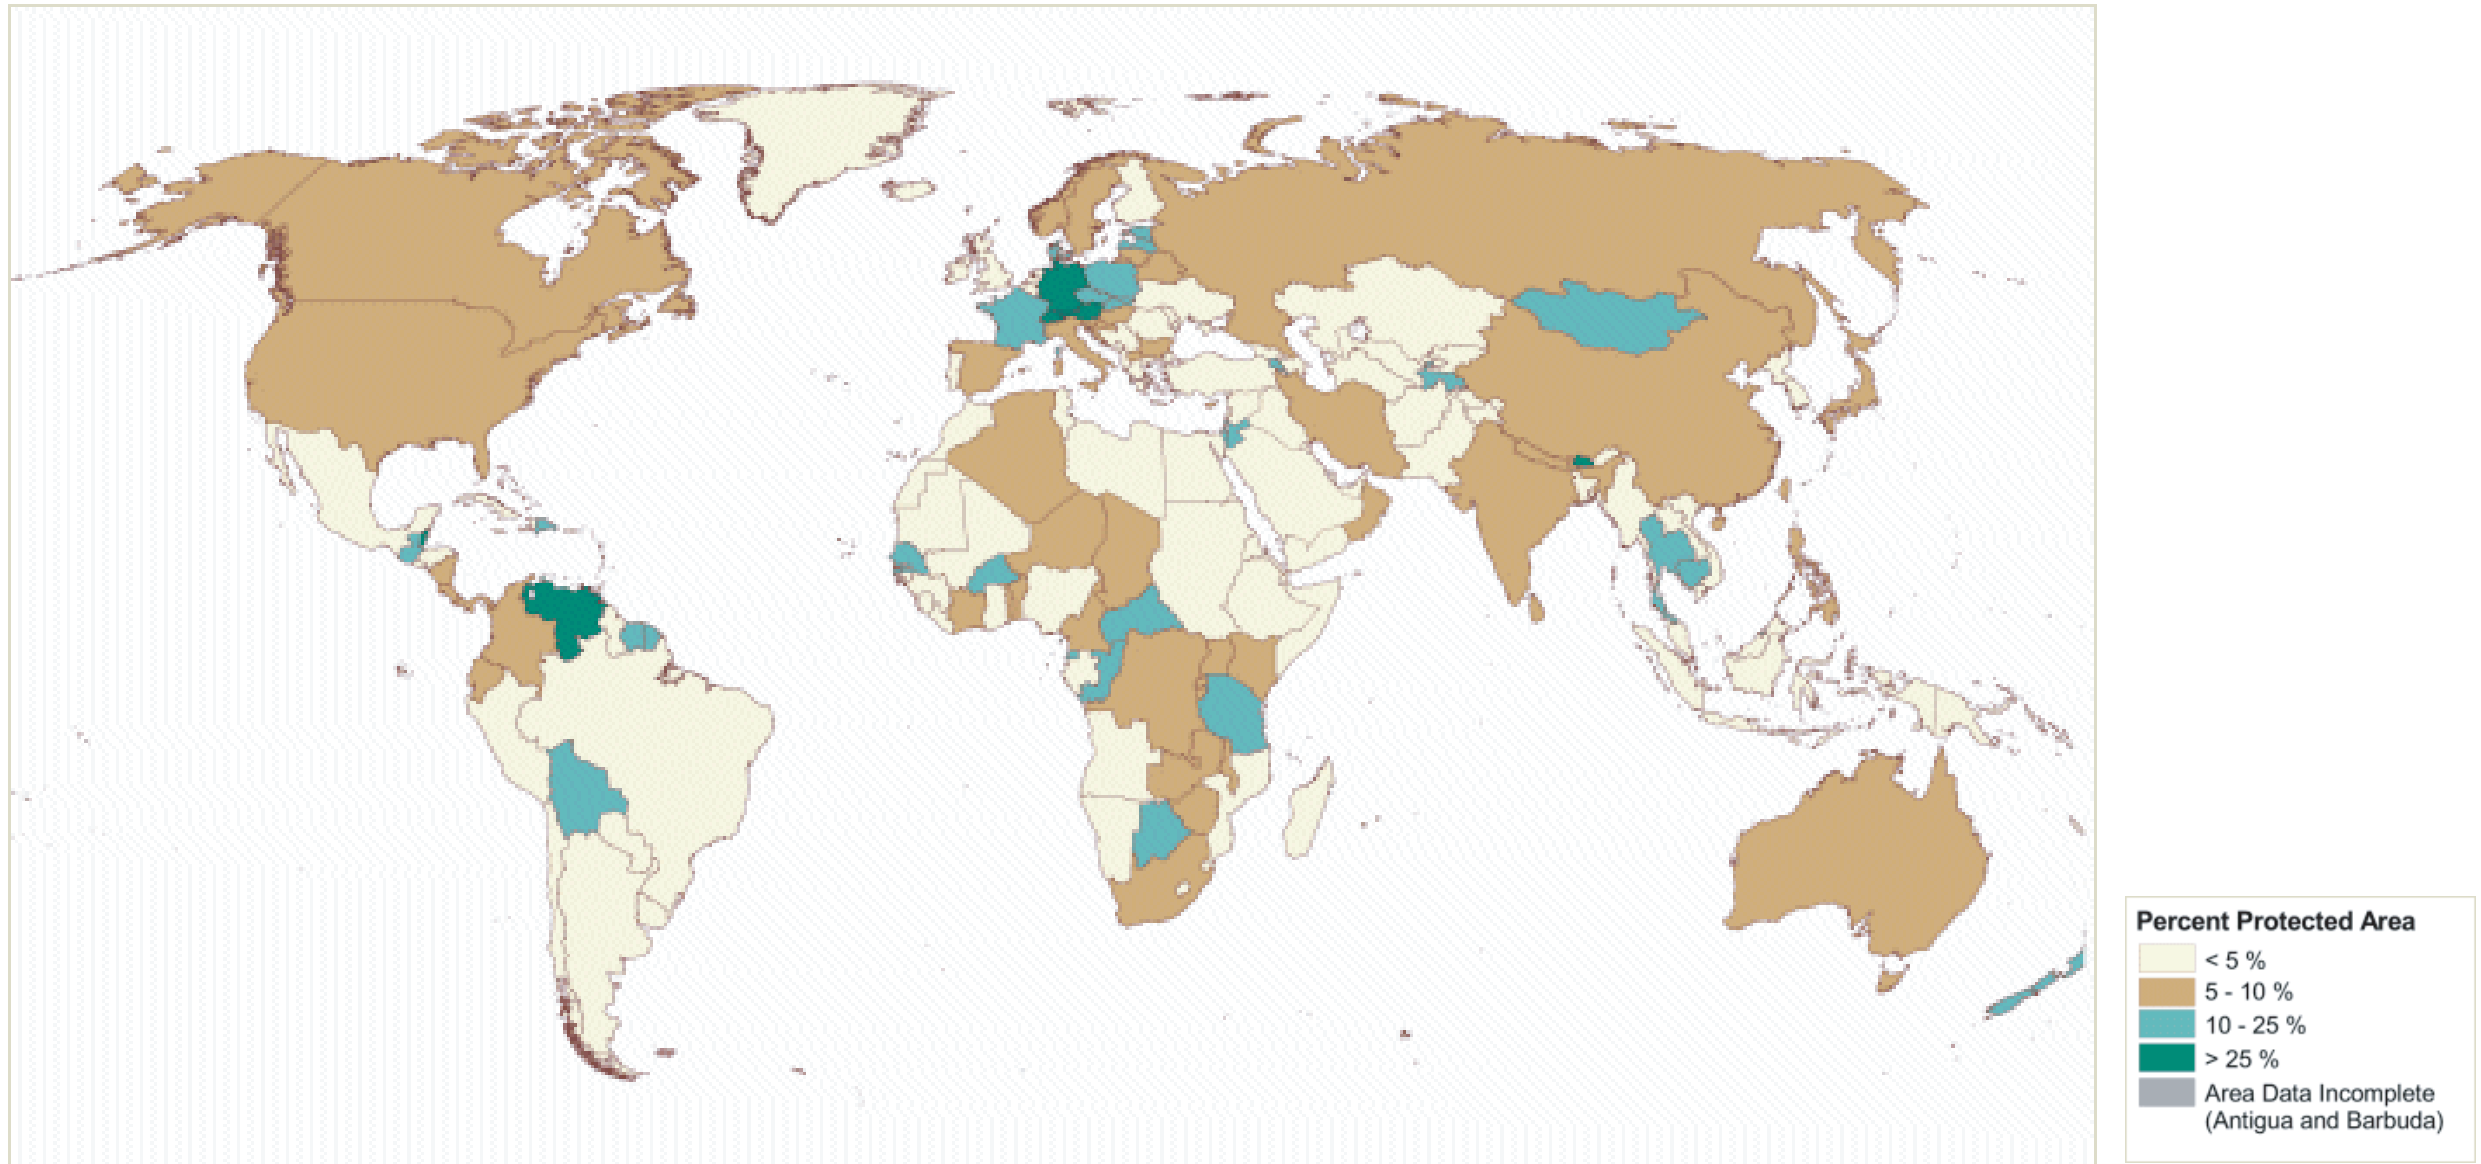 Percent Protected Area
< 5 %
5 - 10 %
10 - 25 %
> 25 %
Area Data Incomplete
(Antigua and Barbuda)